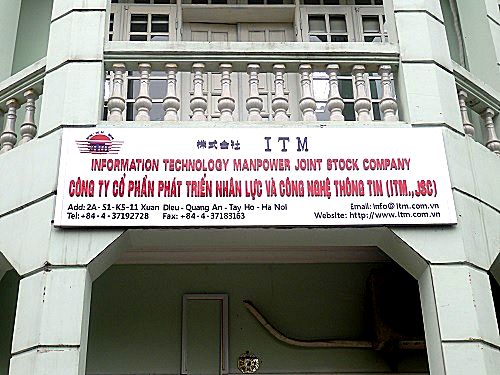 株式会社 ITM
INFORMATION TECHNOLOGY MANPOWER JOINT STOCK COMPANY
CÔNG TY CỔ PHẦN PHÁT TRIỂN NHÂN LỰC VÀ CÔNG NGHỆ THÔNG TIN (ITM.,JSC)
Add: 2A - S1-K5-11 Xuan Dieu - Quang An - Tay Ho - Ha Noi Email: info@itm.com.vn
Tel:+84-4-37192728 Fax: +84-4-37183163 Website: http://www.itm.com.vn